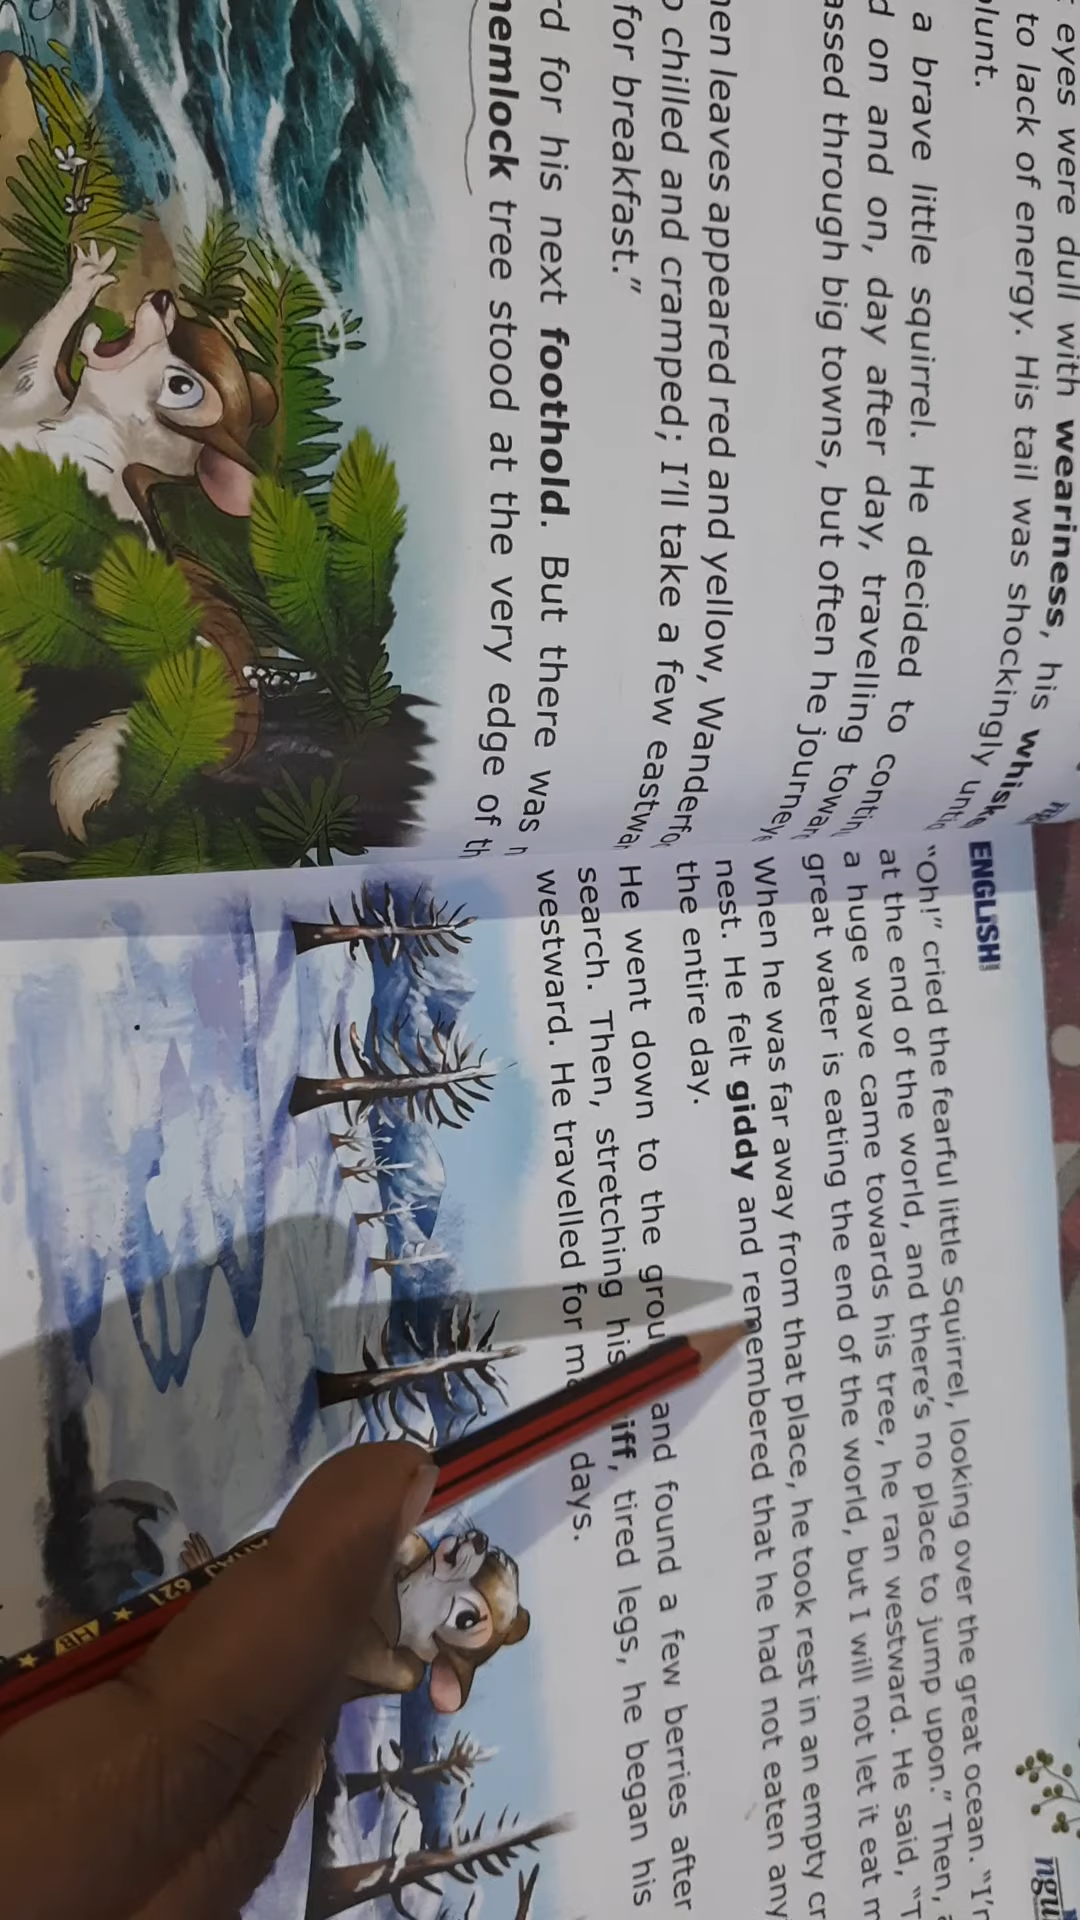 eyes were dull with weariness, his
to lack of energy. His tail was shockingly
blunt.
a brave little squirrel. He decided to
on and on, day after day, travelling
through big towns, but often he
leaves appeared red and yellow,
chilled and cramped; I'll take a few
for breakfast."
for his next foothold. But there was
hemlock tree stood at the very edge of
ENGLISH!
"Oh!" cried the fearful little Squirrel, looking over the great ocean.
at the end of the world, and there's no place to jump upon." Then,
a huge wave came towards his tree, he ran westward. He said,
great water is eating the end of the world, but I will not let it eat
When he was far away from that place, he took rest in an empty
nest. He felt giddy and remembered that he had not eaten
the entire day.
He went down to the and found a few berries after
search. Then, stretching his tired legs, he began his
westward. He travelled for days.
621
HB